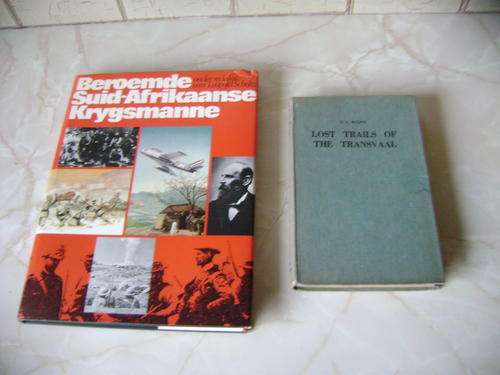 Beroemde
Suid-Afrikaanse
Krygsmanne
LOST TRAILS OF
THE TRANSVAAL